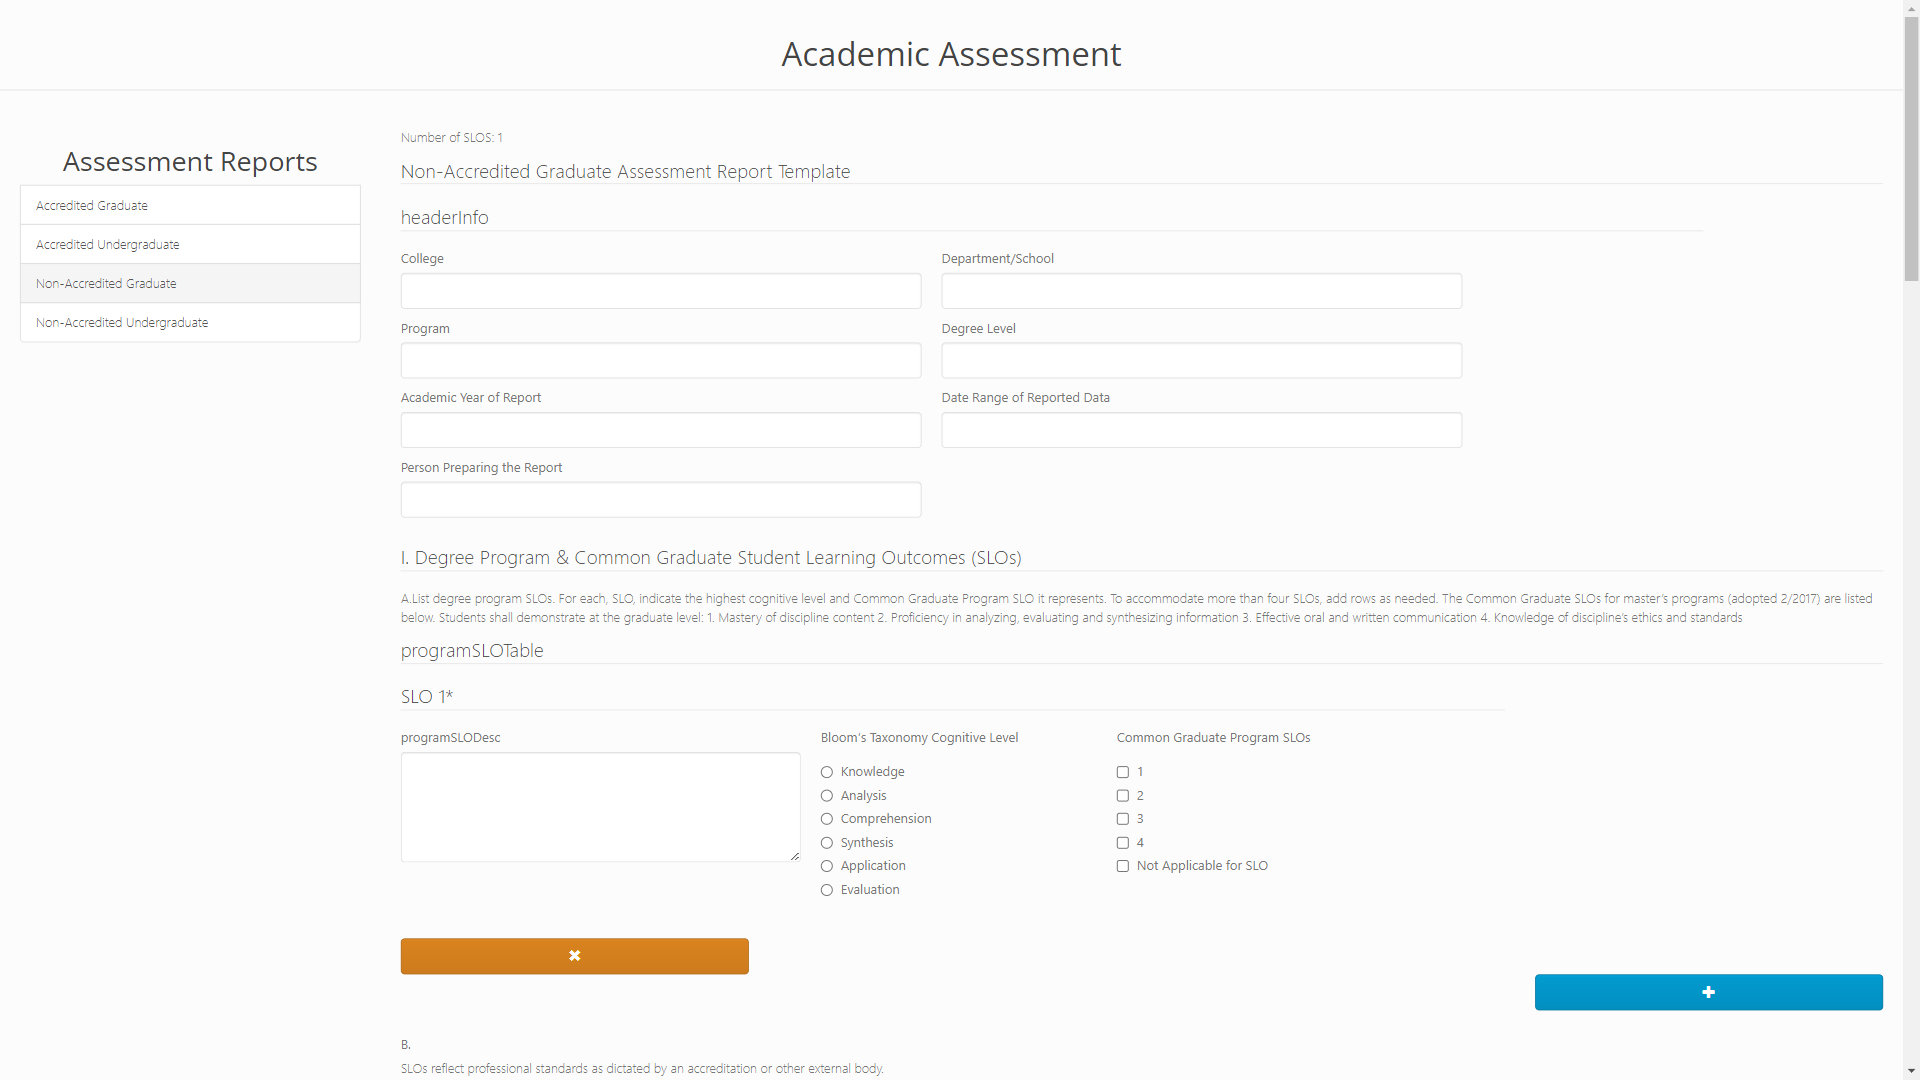 Academic Assessment
Assessment Reports
Accredited Graduate
Accredited Undergraduate
Non-Accredited Graduate
Non-Accredited Undergraduate
Number of SLOS: 1
Non-Accredited Graduate Assessment Report Template
headerInfo
College
Department/School
Program
Degree Level
Academic Year of Report
Date Range of Reported Data
Person Preparing the Report
I. Degree Program & Common Graduate Student Learning Outcomes (SLOs)
A.List degree program SLOs. For each, SLO, indicate the highest cognitive level and Common Graduate Program SLO it represents. To accommodate more than four SLOs, add rows as needed. The Common Graduate SLOs for master's programs (adopted 2/2017) are listed
below. Students shall demonstrate at the graduate level: 1. Mastery of discipline content 2. Proficiency in analyzing, evaluating and synthesizing information 3. Effective oral and written communication 4. Knowledge of discipline's ethics and standards
programSLOTable
SLO 1*
programSLODesc
Bloom's Taxonomy Cognitive Level
Knowledge
Analysis
Comprehension
Synthesis
Application
Evaluation
Common Graduate Program SLOs
1
2
3
4
Not Applicable for SLO
B.
SLOs reflect professional standards as dictated by an accreditation or other external body.